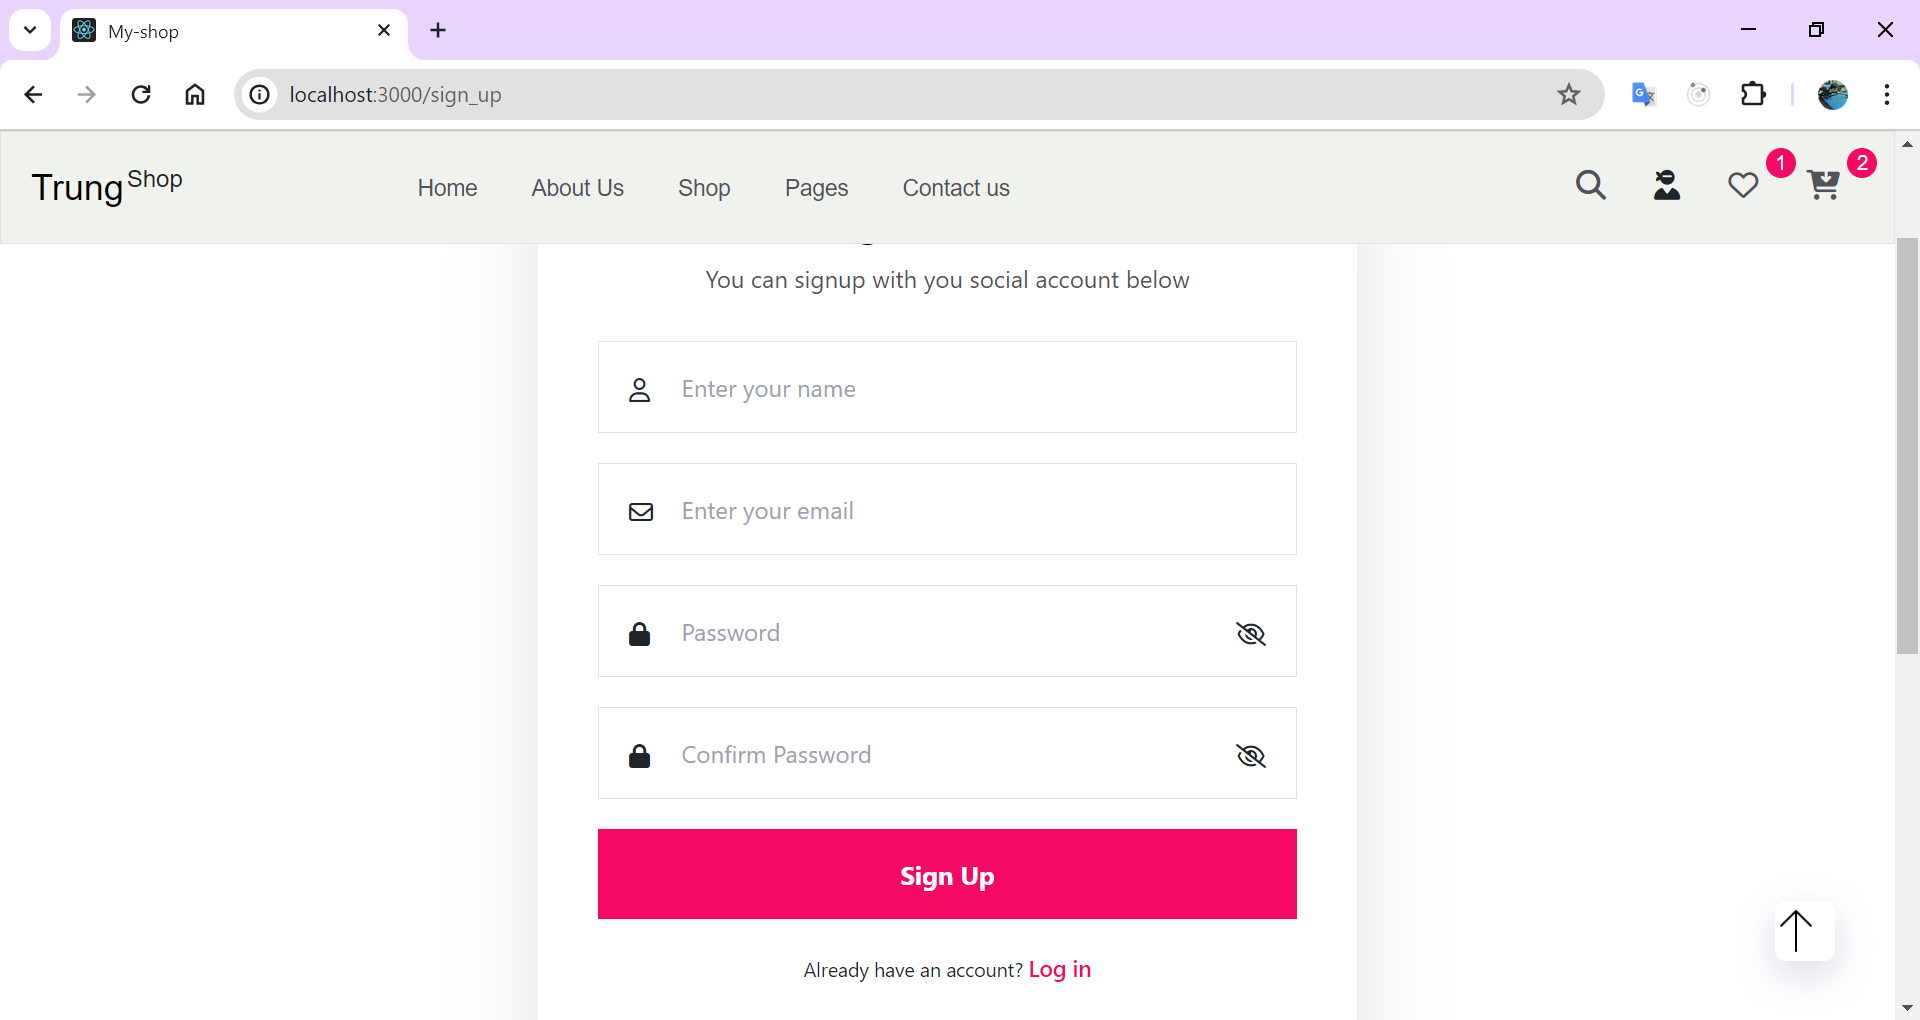 My-shop
localhost:3000/sign_up
Trung Shop
Home About Us Shop Pages Contact us
1
2
You can signup with you social account below
Enter your name
Enter your email
Password
Confirm Password
Sign Up
Already have an account? Log in